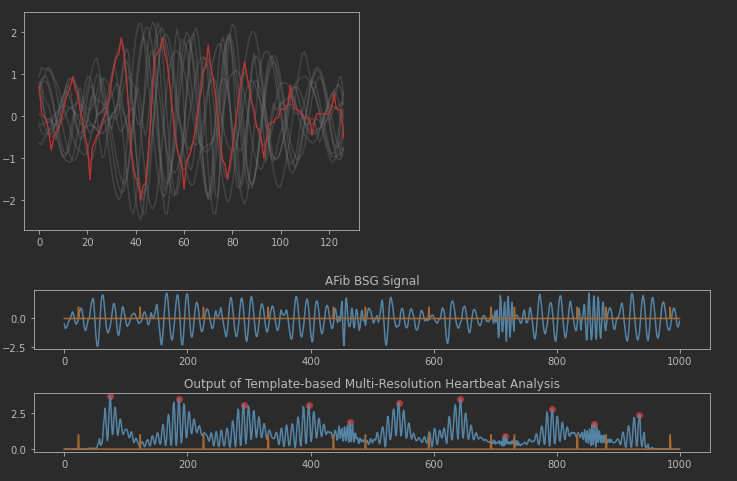 2
1
0
−1
−2
0 20 40 60 80 100 120
AFib BSG Signal
0.0
−2.5
0 200 400 600 800 1000
Output of Template-based Multi-Resolution Heartbeat Analysis
2.5
0.0
0 200 400 600 800 1000